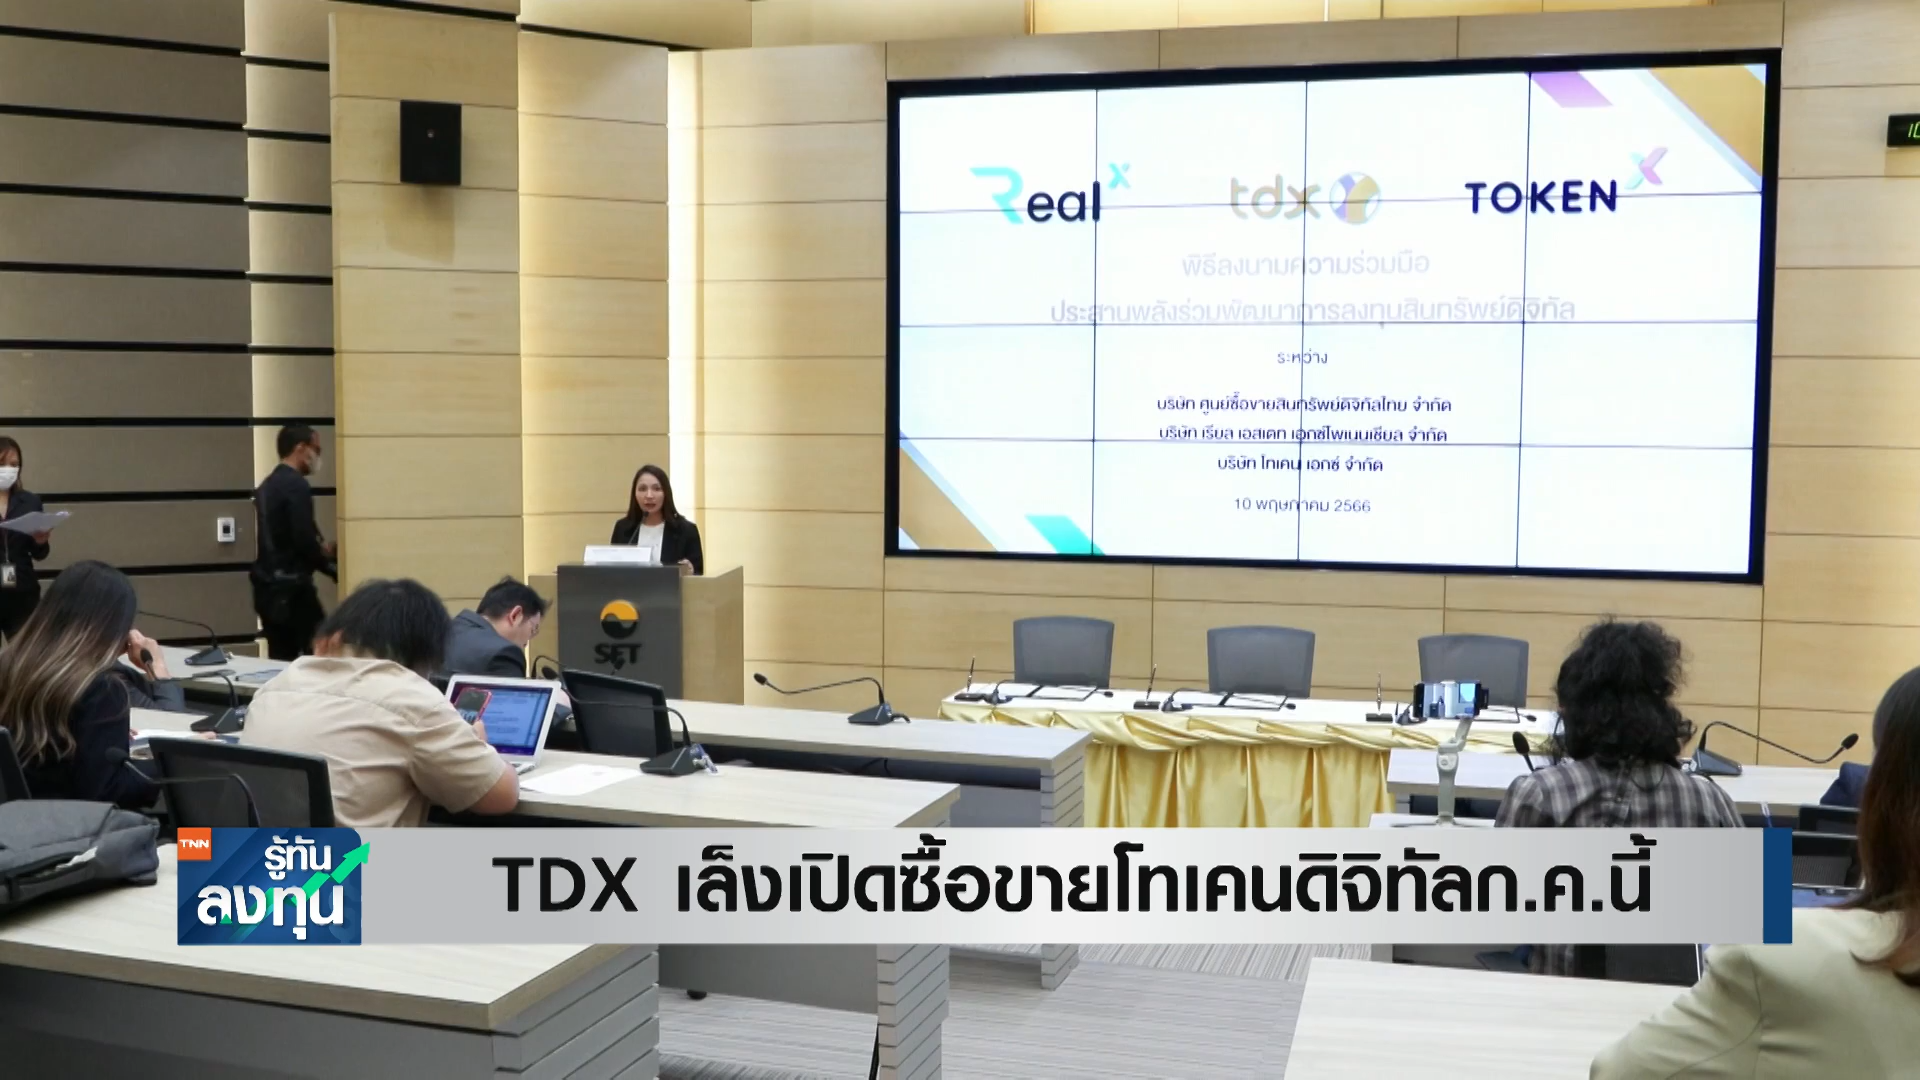 Real X
tdx
TOKEN X
พิธีลงนามความร่วมมือ
ประสานพลังร่วมพัฒนาการลงทุนสินทรัพย์ดิจิทัล
ระหว่าง
บริษัท ศูนย์ซื้อขายสินทรัพย์ดิจิทัลไทย จำกัด
บริษัท เรียล เอสเตท เอกซ์โพเนนเชียล จำกัด
บริษัท โทเคน เอกซ์ จำกัด
10 พฤษภาคม 2566
SET
TNN
รู้ทัน
ลงทุน
TDX เล็งเปิดซื้อขายโทเคนดิจิทัลก.ค.นี้